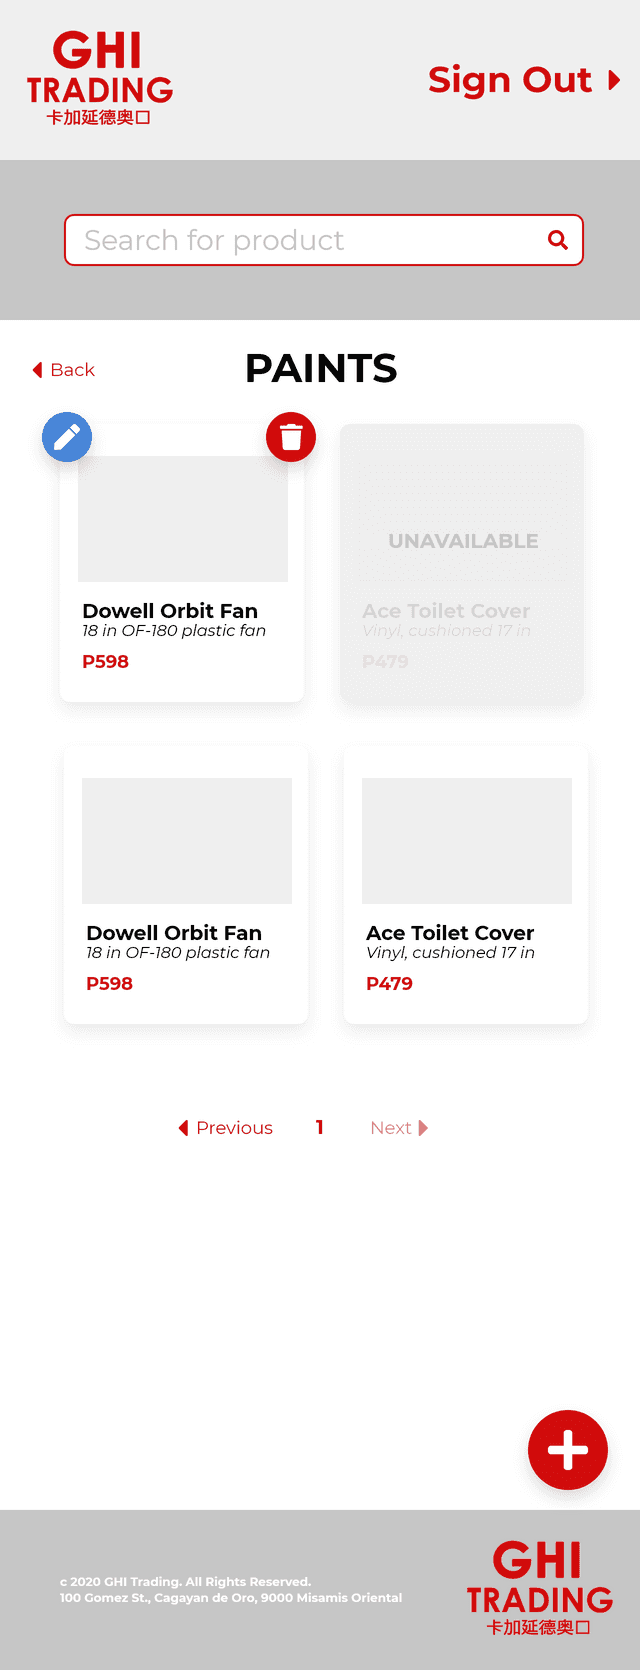 GHI
TRADING
卡加延德奥口
Sign Out
Search for product
Back
PAINTS
Dowell Orbit Fan
18 in OF-180 plastic fan
P598
UNAVAILABLE
Ace Toilet Cover
Vinyl, cushioned 17 in
P479
Dowell Orbit Fan
18 in OF-180 plastic fan
P598
Ace Toilet Cover
Vinyl, cushioned 17 in
P479
Previous
1
Next
c 2020 GHI Trading. All Rights Reserved.
100 Gomez St., Cagayan de Oro, 9000 Misamis Oriental
GHI
TRADING
卡加延德奥口